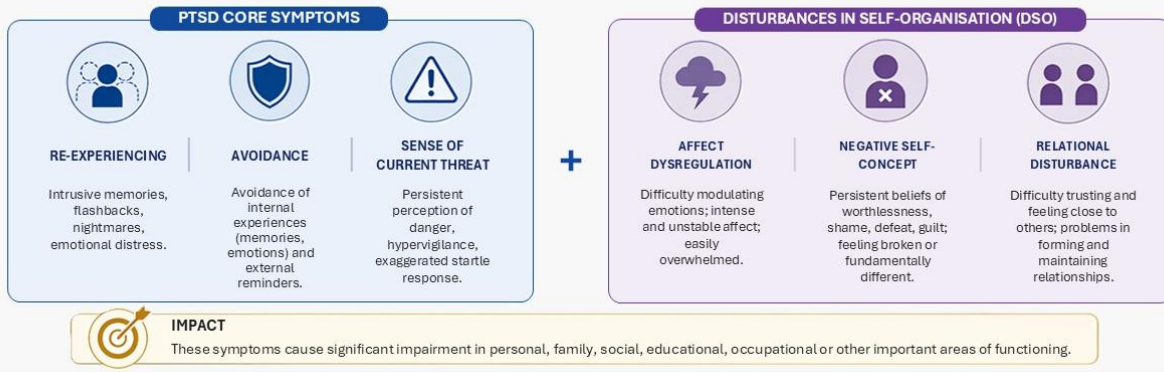 PTSD CORE SYMPTOMS
RE-EXPERIENCING
Intrusive memories,
flashbacks,
nightmares,
emotional distress.
AVOIDANCE
Avoidance of
internal
experiences
(memories,
emotions) and
external
reminders.
SENSE OF
CURRENT THREAT
Persistent
perception of
danger,
hypervigilance,
exaggerated startle
response.
+
DISTURBANCES IN SELF-ORGANISATION (DSO)
AFFECT
DYSREGULATION
Difficulty modulating
emotions; intense
and unstable affect;
easily
overwhelmed.
NEGATIVE SELF-
CONCEPT
Persistent beliefs of
worthlessness,
shame, defeat, guilt;
feeling broken or
fundamentally
different.
RELATIONAL
DISTURBANCE
Difficulty trusting and
feeling close to
others; problems in
forming and
maintaining
relationships.
IMPACT
These symptoms cause significant impairment in personal, family, social, educational, occupational or other important areas of functioning.